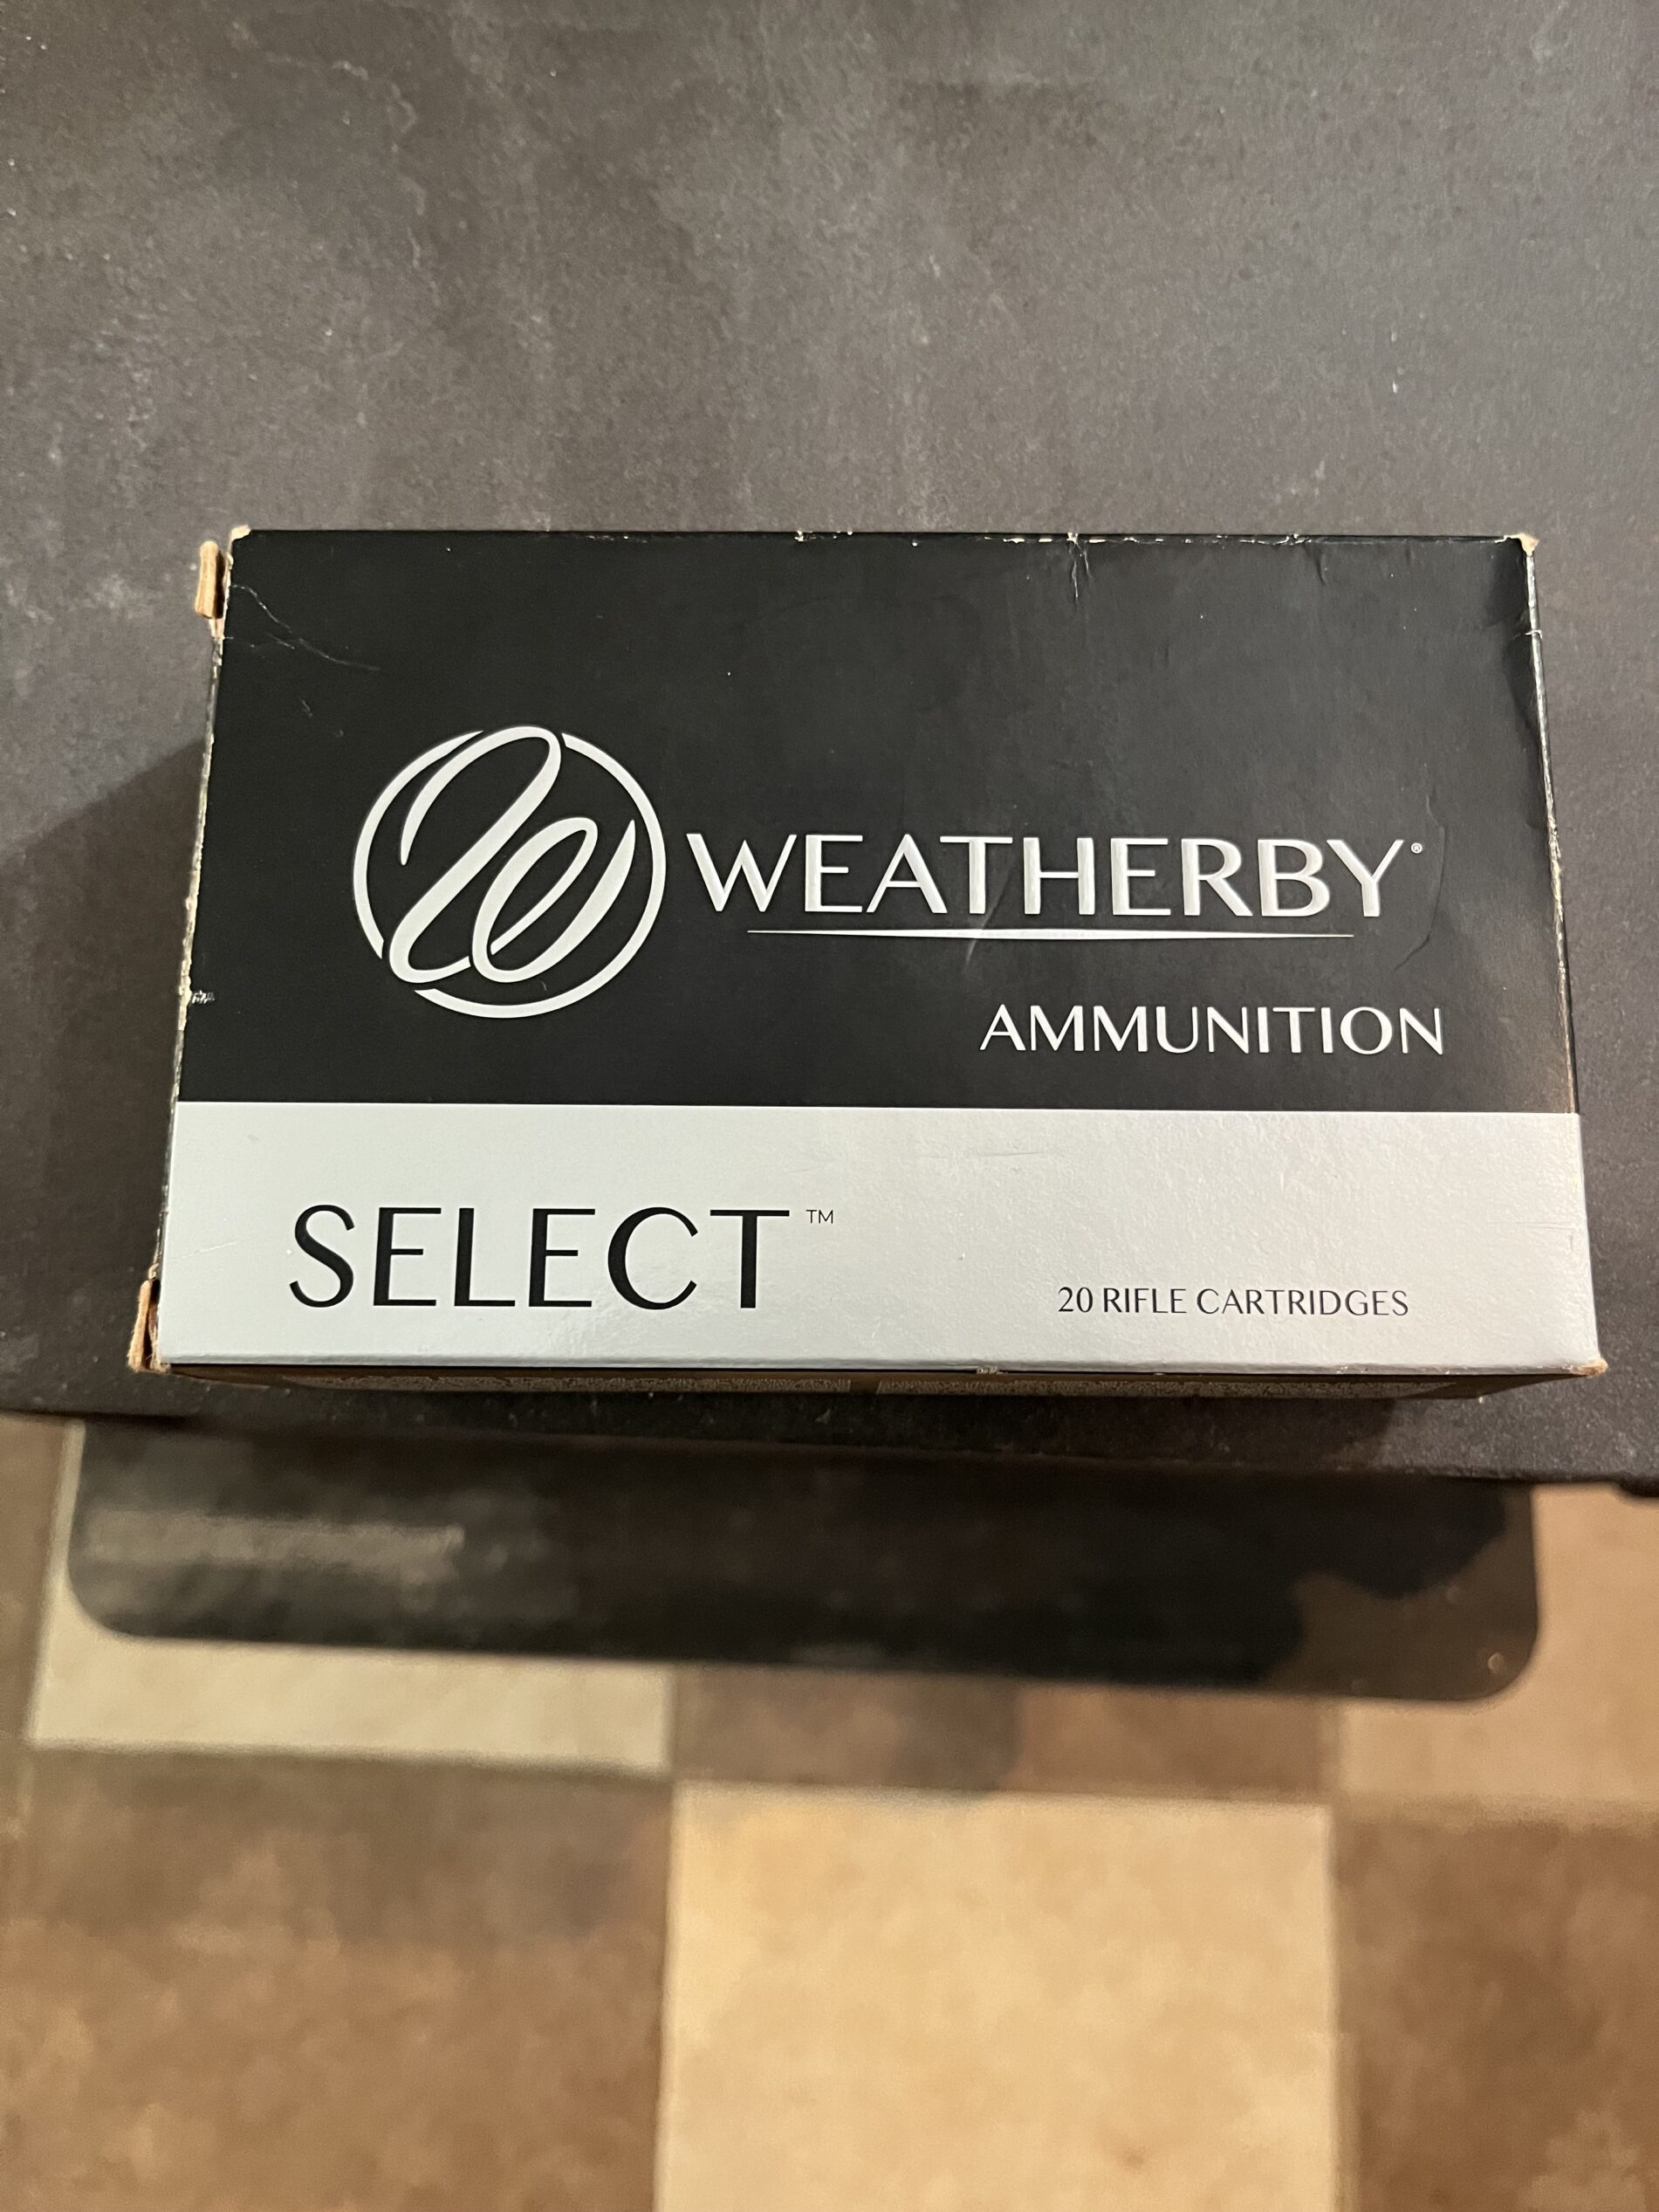 WEATHERBY®
AMMUNITION
SELECT™
20 RIFLE CARTRIDGES